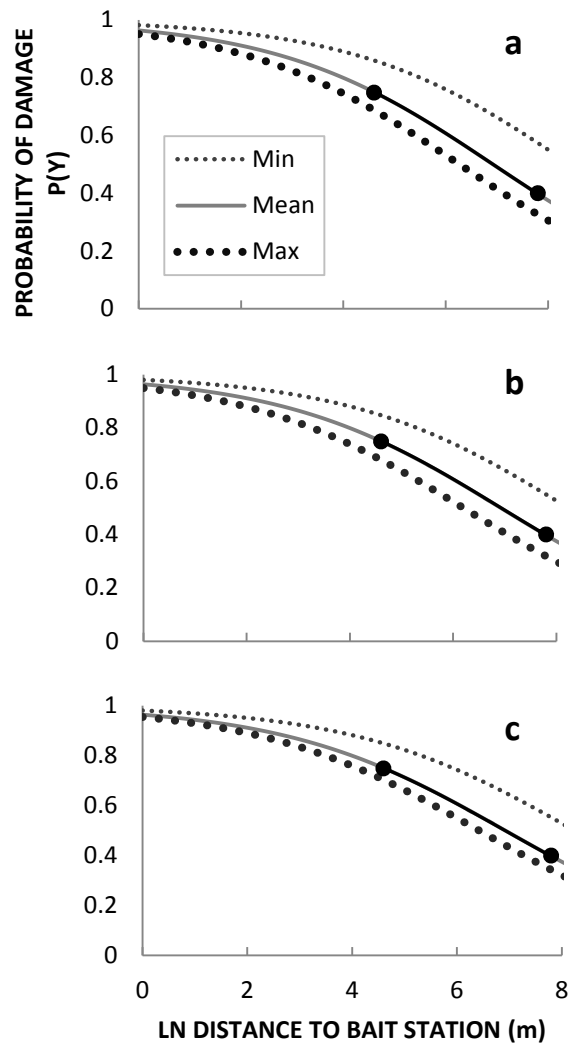 PROBABILITY OF DAMAGE
P(Y)
1
0.8
0.6
0.4
0.2
0
a
Min
Mean
Max
1
0.8
0.6
0.4
0.2
0
b
1
0.8
0.6
0.4
0.2
0
c
0 2 4 6 8
LN DISTANCE TO BAIT STATION (m)